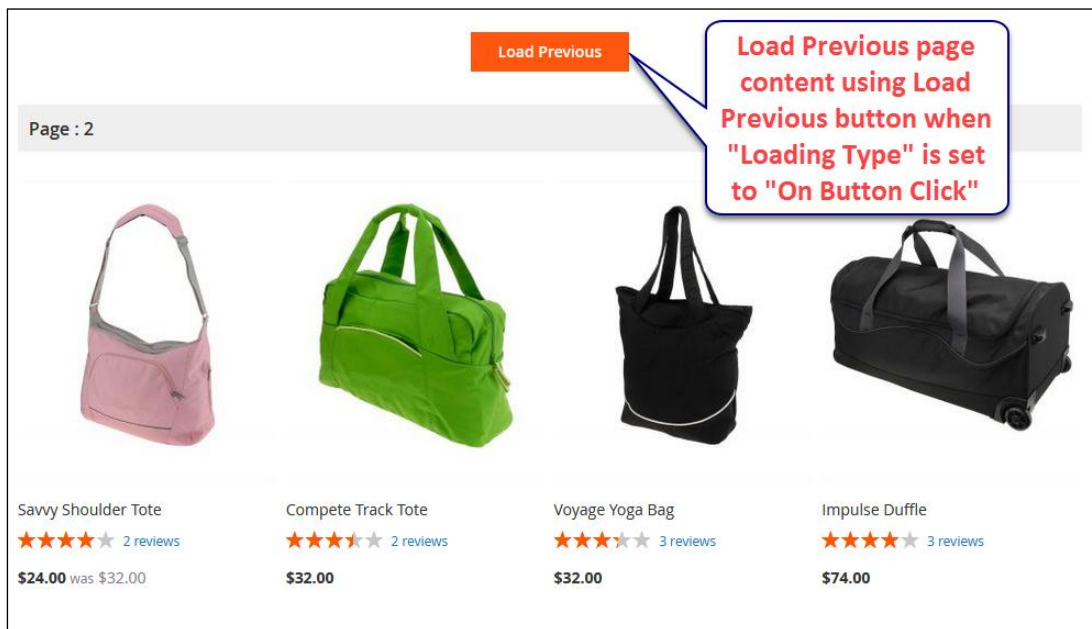 Load Previous
Load Previous page
content using Load
Previous button when
"Loading Type" is set
to "On Button Click"
Page : 2
Savvy Shoulder Tote
2 reviews
$24.00 was $32.00
Compete Track Tote
2 reviews
$32.00
Voyage Yoga Bag
3 reviews
$32.00
Impulse Duffle
3 reviews
$74.00